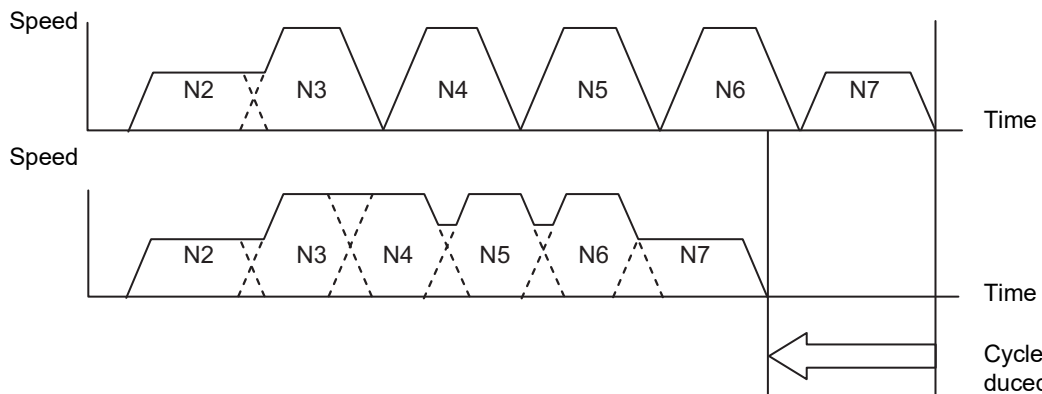 Speed
N2 N3 N4 N5 N6 N7
Time
Speed
N2 N3 N4 N5 N6 N7
Time
Cycle
duced